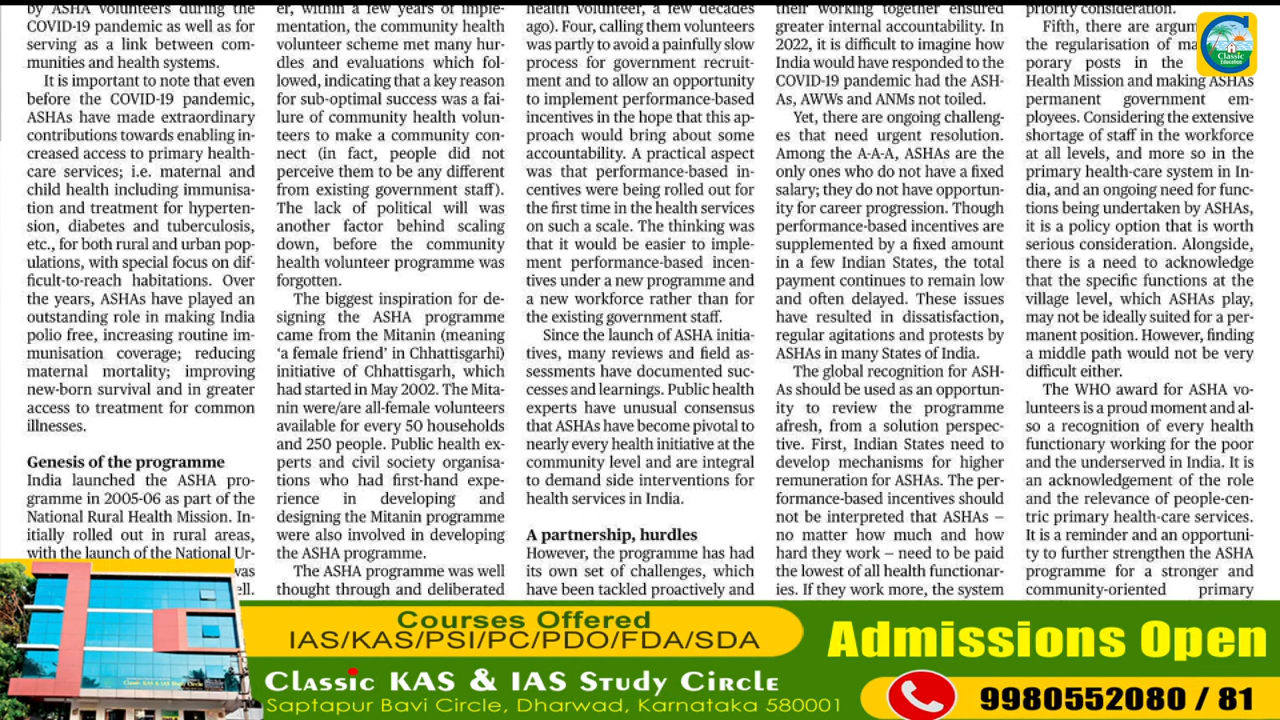 by ASHA volunteers during the
COVID-19 pandemic as well as for
serving as a link between com-
munities and health systems.
It is important to note that even
before the COVID-19 pandemic,
ASHAs have made extraordinary
contributions towards enabling in-
creased access to primary health-
care services; i.e. maternal and
child health including immunisa-
tion and treatment for hyperten-
sion, diabetes and tuberculosis,
etc., for both rural and urban pop-
ulations, with special focus on dif-
ficult-to-reach habitations. Over
the years, ASHAs have played an
outstanding role in making India
polio free, increasing routine im-
munisation coverage; reducing
maternal mortality; improving
new-born survival and in greater
access to treatment for common
illnesses.
Genesis of the programme
India launched the ASHA pro-
gramme in 2005-06 as part of the
National Rural Health Mission. In-
itially rolled out in rural areas,
with the launch of the National Ur-
was
ell.
er, within a few years of imple-
mentation, the community health
volunteer scheme met many hur-
dles and evaluations which fol-
lowed, indicating that a key reason
for sub-optimal success was a fai-
lure of community health volun-
teers to make a community con-
nect (in fact, people did not
perceive them to be any different
from existing government staff).
The lack of political will was
another factor behind scaling
down, before the community
health volunteer programme was
forgotten.
The biggest inspiration for de-
signing the ASHA programme
came from the Mitanin (meaning
‘a female friend’ in Chhattisgarhi)
initiative of Chhattisgarh, which
had started in May 2002. The Mita-
nin were/are all-female volunteers
available for every 50 households
and 250 people. Public health ex-
perts and civil society organisa-
tions who had first-hand expe-
rience in developing and
designing the Mitanin programme
were also involved in developing
the ASHA programme.
The ASHA programme was well
thought through and deliberated
health volunteer, a few decades
ago). Four, calling them volunteers
was partly to avoid a painfully slow
process for government recruit-
ment and to allow an opportunity
to implement performance-based
incentives in the hope that this ap-
proach would bring about some
accountability. A practical aspect
was that performance-based in-
centives were being rolled out for
the first time in the health services
on such a scale. The thinking was
that it would be easier to imple-
ment performance-based incen-
tives under a new programme and
a new workforce rather than for
the existing government staff.
Since the launch of ASHA initia-
tives, many reviews and field as-
sessments have documented suc-
cesses and learnings. Public health
experts have unusual consensus
that ASHAs have become pivotal to
nearly every health initiative at the
community level and are integral
to demand side interventions for
health services in India.
A partnership, hurdles
However, the programme has had
its own set of challenges, which
have been tackled proactively and
their working together ensured
greater internal accountability. In
2022, it is difficult to imagine how
India would have responded to the
COVID-19 pandemic had the ASH-
As, AWWs and ANMs not toiled.
Yet, there are ongoing challeng-
es that need urgent resolution.
Among the A-A-A, ASHAs are the
only ones who do not have a fixed
salary; they do not have opportun-
ity for career progression. Though
performance-based incentives are
supplemented by a fixed amount
in a few Indian States, the total
payment continues to remain low
and often delayed. These issues
have resulted in dissatisfaction,
regular agitations and protests by
ASHAs in many States of India.
The global recognition for ASH-
As should be used as an opportun-
ity to review the programme
afresh, from a solution perspec-
tive. First, Indian States need to
develop mechanisms for higher
remuneration for ASHAs. The per-
formance-based incentives should
not be interpreted that ASHAs —
no matter how much and how
hard they work — need to be paid
the lowest of all health functionar-
ies. If they work more, the system
priority consideration.
Fifth, there are argum
the regularisation of ma
porary posts in the
Health Mission and making ASHAs
permanent government em-
ployees. Considering the extensive
shortage of staff in the workforce
at all levels, and more so in the
primary health-care system in In-
dia, and an ongoing need for func-
tions being undertaken by ASHAs,
it is a policy option that is worth
serious consideration. Alongside,
there is a need to acknowledge
that the specific functions at the
village level, which ASHAs play,
may not be ideally suited for a per-
manent position. However, finding
a middle path would not be very
difficult either.
The WHO award for ASHA vo-
lunteers is a proud moment and al-
so a recognition of every health
functionary working for the poor
and the underserved in India. It is
an acknowledgement of the role
and the relevance of people-cen-
tric primary health-care services.
It is a reminder and an opportuni-
ty to further strengthen the ASHA
programme for a stronger and
community-oriented primary
Classic
Education
Classic KAS & IAS Study Circle
Courses Offered
IAS/KAS/PSI/PC/PDO/FDA/SDA
Classic KAS & IAS Study Circle
Saptapur Bavi Circle, Dharwad, Karnataka 580001
Admissions Open
9980552080 / 81